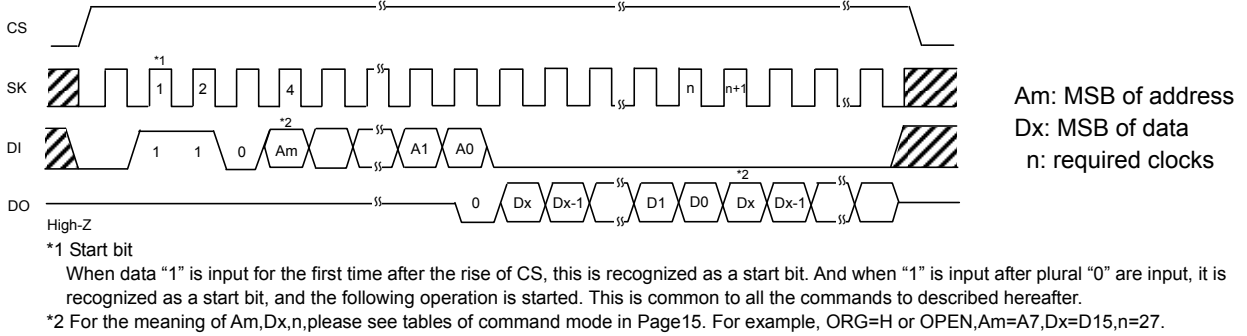 CS
*1
SK 1 2 4 n n+1
Am: MSB of address
Dx: MSB of data
n: required clocks
*2
DI 1 1 0 Am A1 A0
*2
DO 0 Dx Dx-1 D1 D0 Dx Dx-1
High-Z
*1 Start bit
When data “1” is input for the first time after the rise of CS, this is recognized as a start bit. And when “1” is input after plural “0” are input, it is
recognized as a start bit, and the following operation is started. This is common to all the commands to described hereafter.
*2 For the meaning of Am,Dx,n,please see tables of command mode in Page15. For example, ORG=H or OPEN,Am=A7,Dx=D15,n=27.